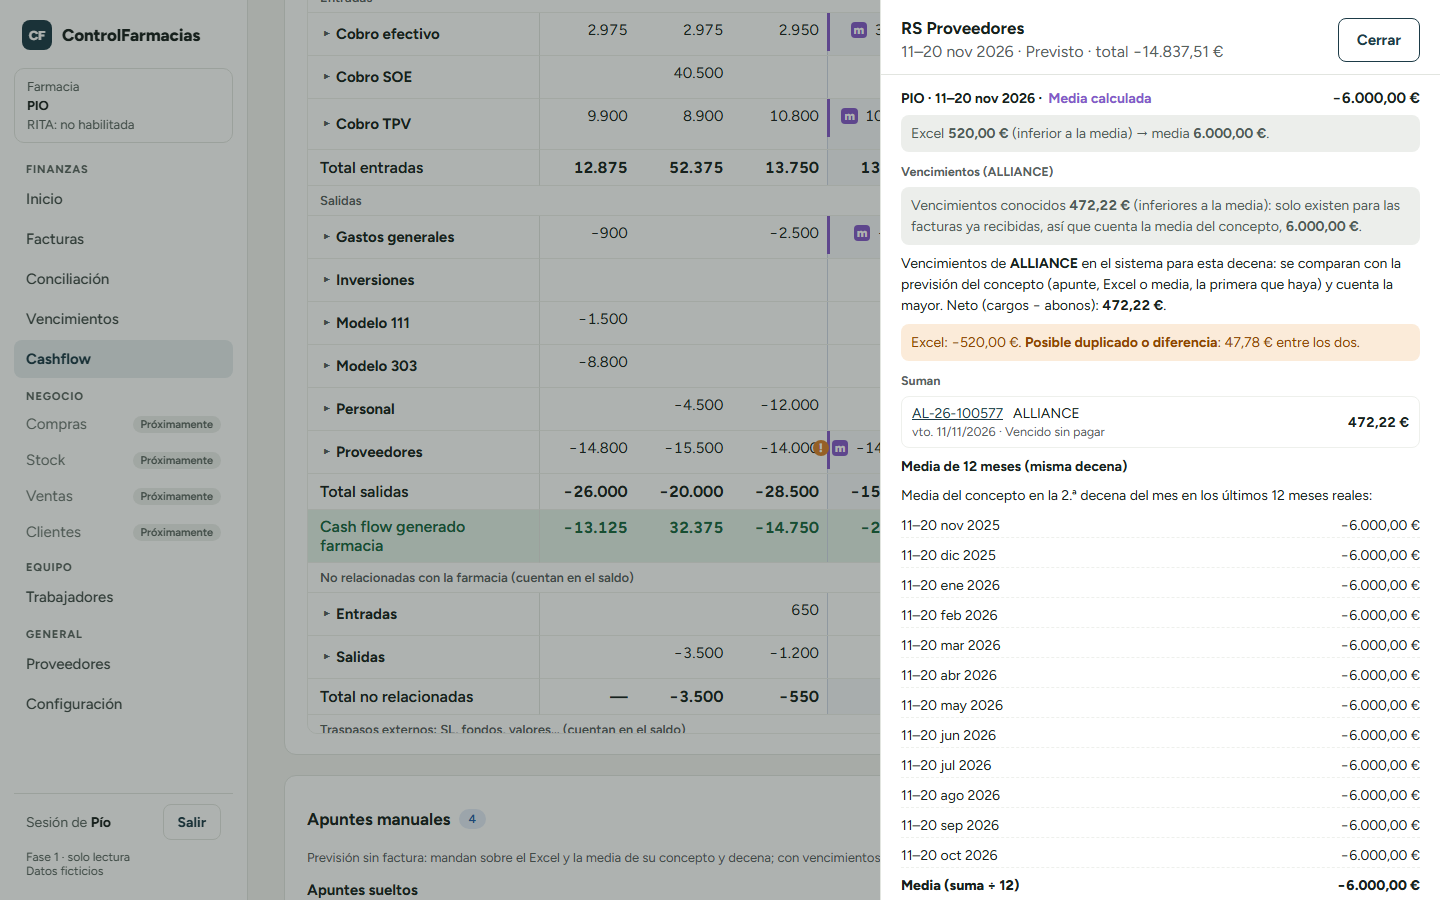 CF ControlFarmacias
Farmacia
PIO
RITA: no habilitada
FINANZAS
Inicio
Facturas
Conciliación
Vencimientos
Cashflow
NEGOCIO
Compras Próximamente
Stock Próximamente
Ventas Próximamente
Clientes Próximamente
EQUIPO
Trabajadores
GENERAL
Proveedores
Configuración
Sesión de Pío Salir
Fase 1 · solo lectura
Datos ficticios
Entradas
▸ Cobro efectivo 2.975 2.975 2.950 m
▸ Cobro SOE 40.500
▸ Cobro TPV 9.900 8.900 10.800 m 10
Total entradas 12.875 52.375 13.750 13
Salidas
▸ Gastos generales −900 −2.500 m
▸ Inversiones
▸ Modelo 111 −1.500
▸ Modelo 303 −8.800
▸ Personal −4.500 −12.000
▸ Proveedores −14.800 −15.500 −14.000 ! m −14
Total salidas −26.000 −20.000 −28.500 −15
Cash flow generado
farmacia −13.125 32.375 −14.750 −2
No relacionadas con la farmacia (cuentan en el saldo)
▸ Entradas 650
▸ Salidas −3.500 −1.200
Total no relacionadas — −3.500 −550
Traspasos externos: SL, fondos, valores… (cuentan en el saldo)
Apuntes manuales 4
Previsión sin factura: mandan sobre el Excel y la media de su concepto y decena; con vencimientos
Apuntes sueltos
RS Proveedores
11–20 nov 2026 · Previsto · total −14.837,51 €
Cerrar
PIO · 11–20 nov 2026 · Media calculada −6.000,00 €
Excel 520,00 € (inferior a la media) → media 6.000,00 €.
Vencimientos (ALLIANCE)
Vencimientos conocidos 472,22 € (inferiores a la media): solo existen para las
facturas ya recibidas, así que cuenta la media del concepto, 6.000,00 €.
Vencimientos de ALLIANCE en el sistema para esta decena: se comparan con la
previsión del concepto (apunte, Excel o media, la primera que haya) y cuenta la
mayor. Neto (cargos − abonos): 472,22 €.
Excel: −520,00 €. Posible duplicado o diferencia: 47,78 € entre los dos.
Suman
AL-26-100577 ALLIANCE
vto. 11/11/2026 · Vencido sin pagar
472,22 €
Media de 12 meses (misma decena)
Media del concepto en la 2.ª decena del mes en los últimos 12 meses reales:
11–20 nov 2025 −6.000,00 €
11–20 dic 2025 −6.000,00 €
11–20 ene 2026 −6.000,00 €
11–20 feb 2026 −6.000,00 €
11–20 mar 2026 −6.000,00 €
11–20 abr 2026 −6.000,00 €
11–20 may 2026 −6.000,00 €
11–20 jun 2026 −6.000,00 €
11–20 jul 2026 −6.000,00 €
11–20 ago 2026 −6.000,00 €
11–20 sep 2026 −6.000,00 €
11–20 oct 2026 −6.000,00 €
Media (suma ÷ 12) −6.000,00 €